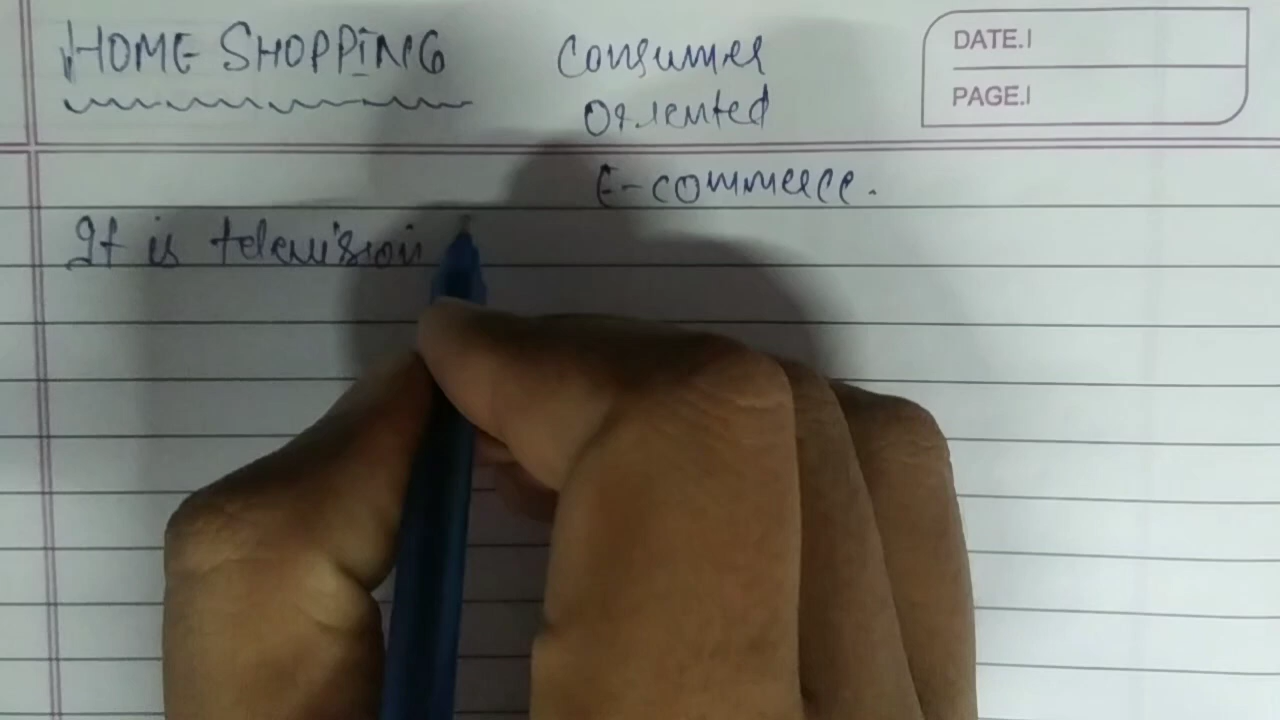 HOME SHOPPING
Consumer
Oriented
E-commerce.
DATE.
PAGE.
It is television